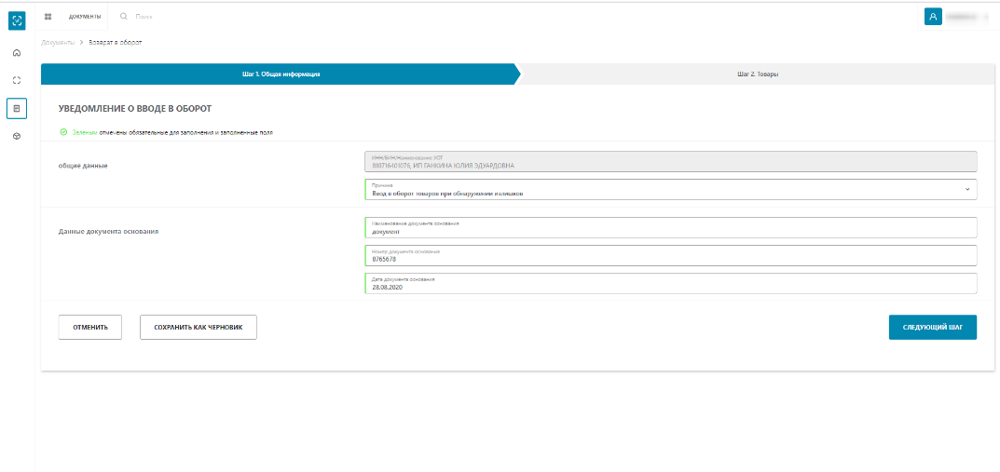 ДОКУМЕНТЫ
Поиск
Документы > Возврат в оборот
Шаг 1. Общая информация
Шаг 2. Товары
УВЕДОМЛЕНИЕ О ВВОДЕ В ОБОРОТ
Зеленым отмечены обязательные для заполнения и заполненные поля
общие данные
ИНН/БИН/Наименование УОТ
810716401076, ИП ГАНКИНА ЮЛИЯ ЭДУАРДОВНА
Причина
Ввод в оборот товаров при обнаружении излишков
Данные документа основания
Наименование документа основания
документ
Номер документа основания
8765678
Дата документа основания
28.08.2020
ОТМЕНИТЬ
СОХРАНИТЬ КАК ЧЕРНОВИК
СЛЕДУЮЩИЙ ШАГ